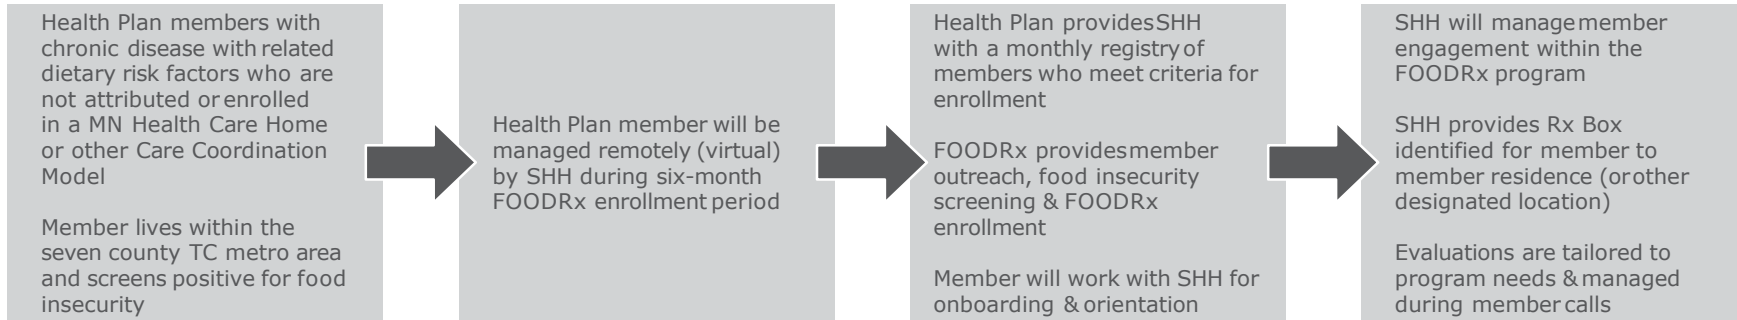 Health Plan members with
chronic disease with related
dietary risk factors who are
not attributed or enrolled
in a MN Health Care Home
or other Care Coordination
Model
Member lives within the
seven county TC metro area
and screens positive for food
insecurity
Health Plan member will be
managed remotely (virtual)
by SHH during six-month
FOODRx enrollment period
Health Plan provides SHH
with a monthly registry of
members who meet criteria for
enrollment
FOODRx provides member
outreach, food insecurity
screening & FOODRx
enrollment
Member will work with SHH for
onboarding & orientation
SHH will manage member
engagement within the
FOODRx program
SHH provides Rx Box
identified for member to
member residence (or other
designated location)
Evaluations are tailored to
program needs & managed
during member calls